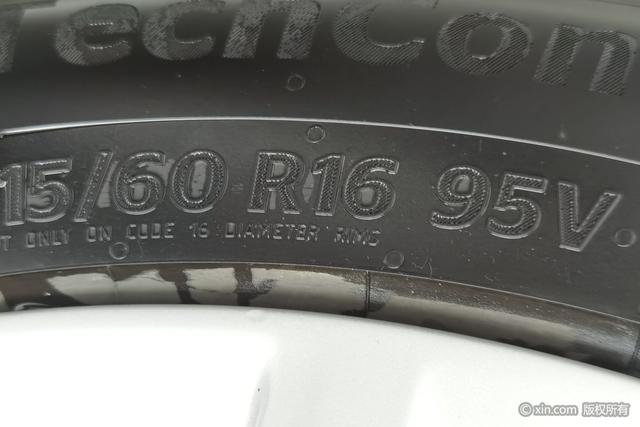 TechCon
15/60 R16 95V
T ONLY ON CODE 16 DIAMETER RIMS
© xin.com 版权所有